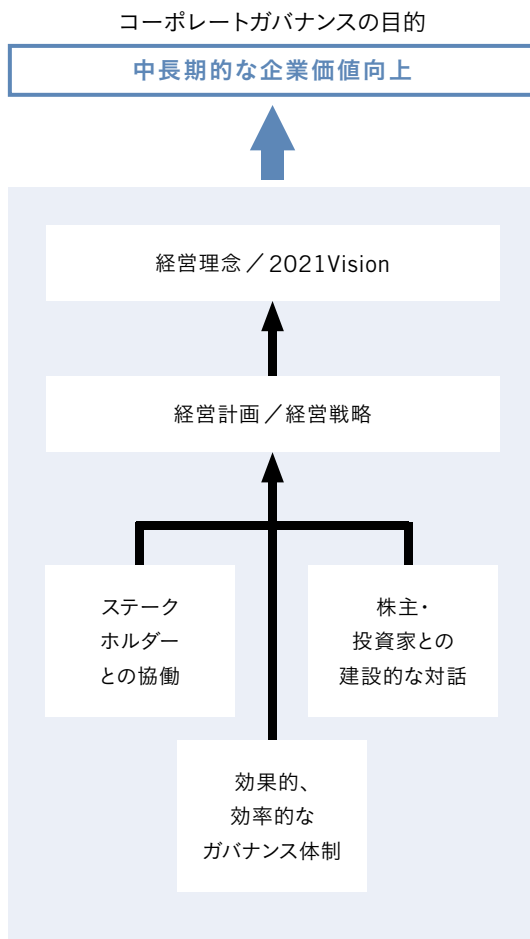 コーポレートガバナンスの目的
中長期的な企業価値向上
経営理念／2021Vision
経営計画／経営戦略
ステーク
ホルダー
との協働
株主・
投資家との
建設的な対話
効果的、
効率的な
ガバナンス体制